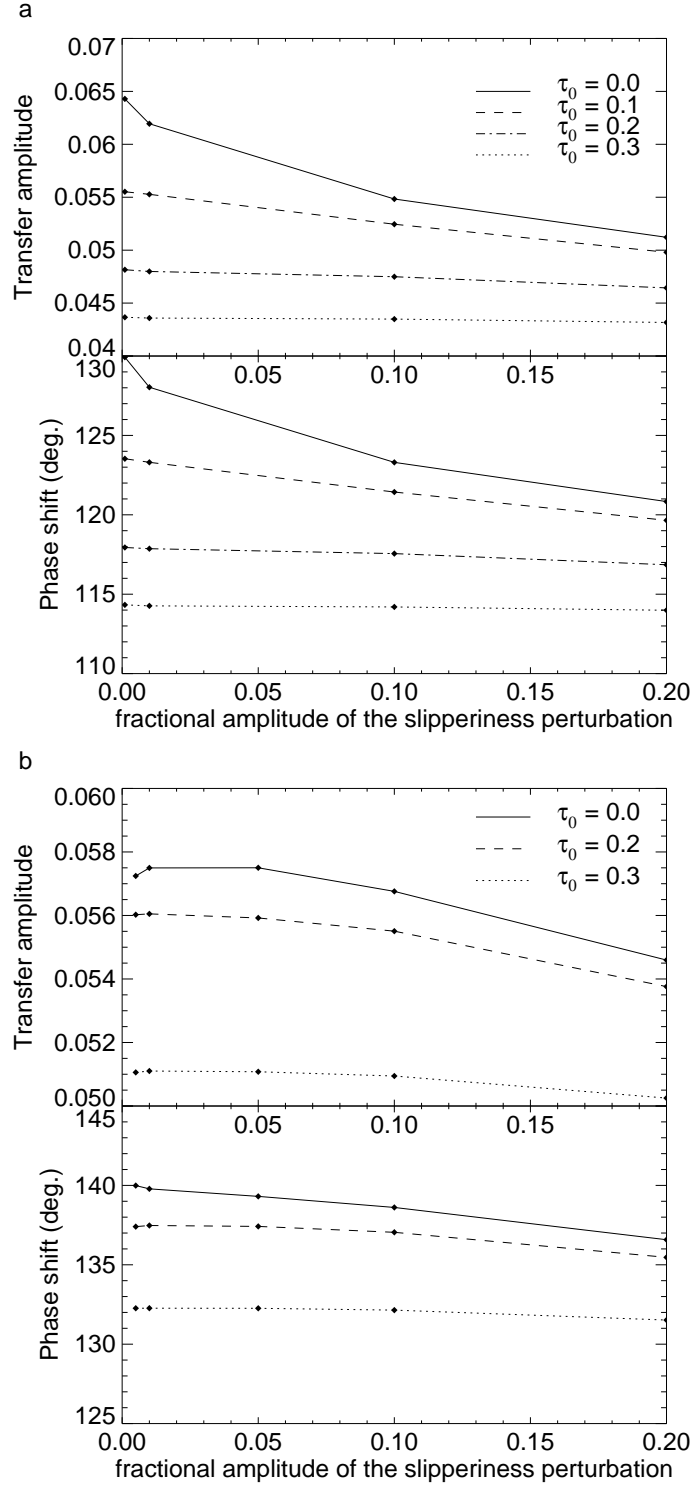 a
0.07
0.065
0.06
0.055
0.05
0.045
0.04
Transfer amplitude
τ0 = 0.0
τ0 = 0.1
τ0 = 0.2
τ0 = 0.3
0.05 0.10 0.15
130
125
120
114
110
Phase shift (deg.)
0.00 0.05 0.10 0.15 0.20
fractional amplitude of the slipperiness perturbation
b
0.060
0.058
0.056
0.054
0.052
0.050
Transfer amplitude
τ0 = 0.0
τ0 = 0.2
τ0 = 0.3
0.05 0.10 0.15
145
140
135
131
125
Phase shift (deg.)
0.00 0.05 0.10 0.15 0.20
fractional amplitude of the slipperiness perturbation